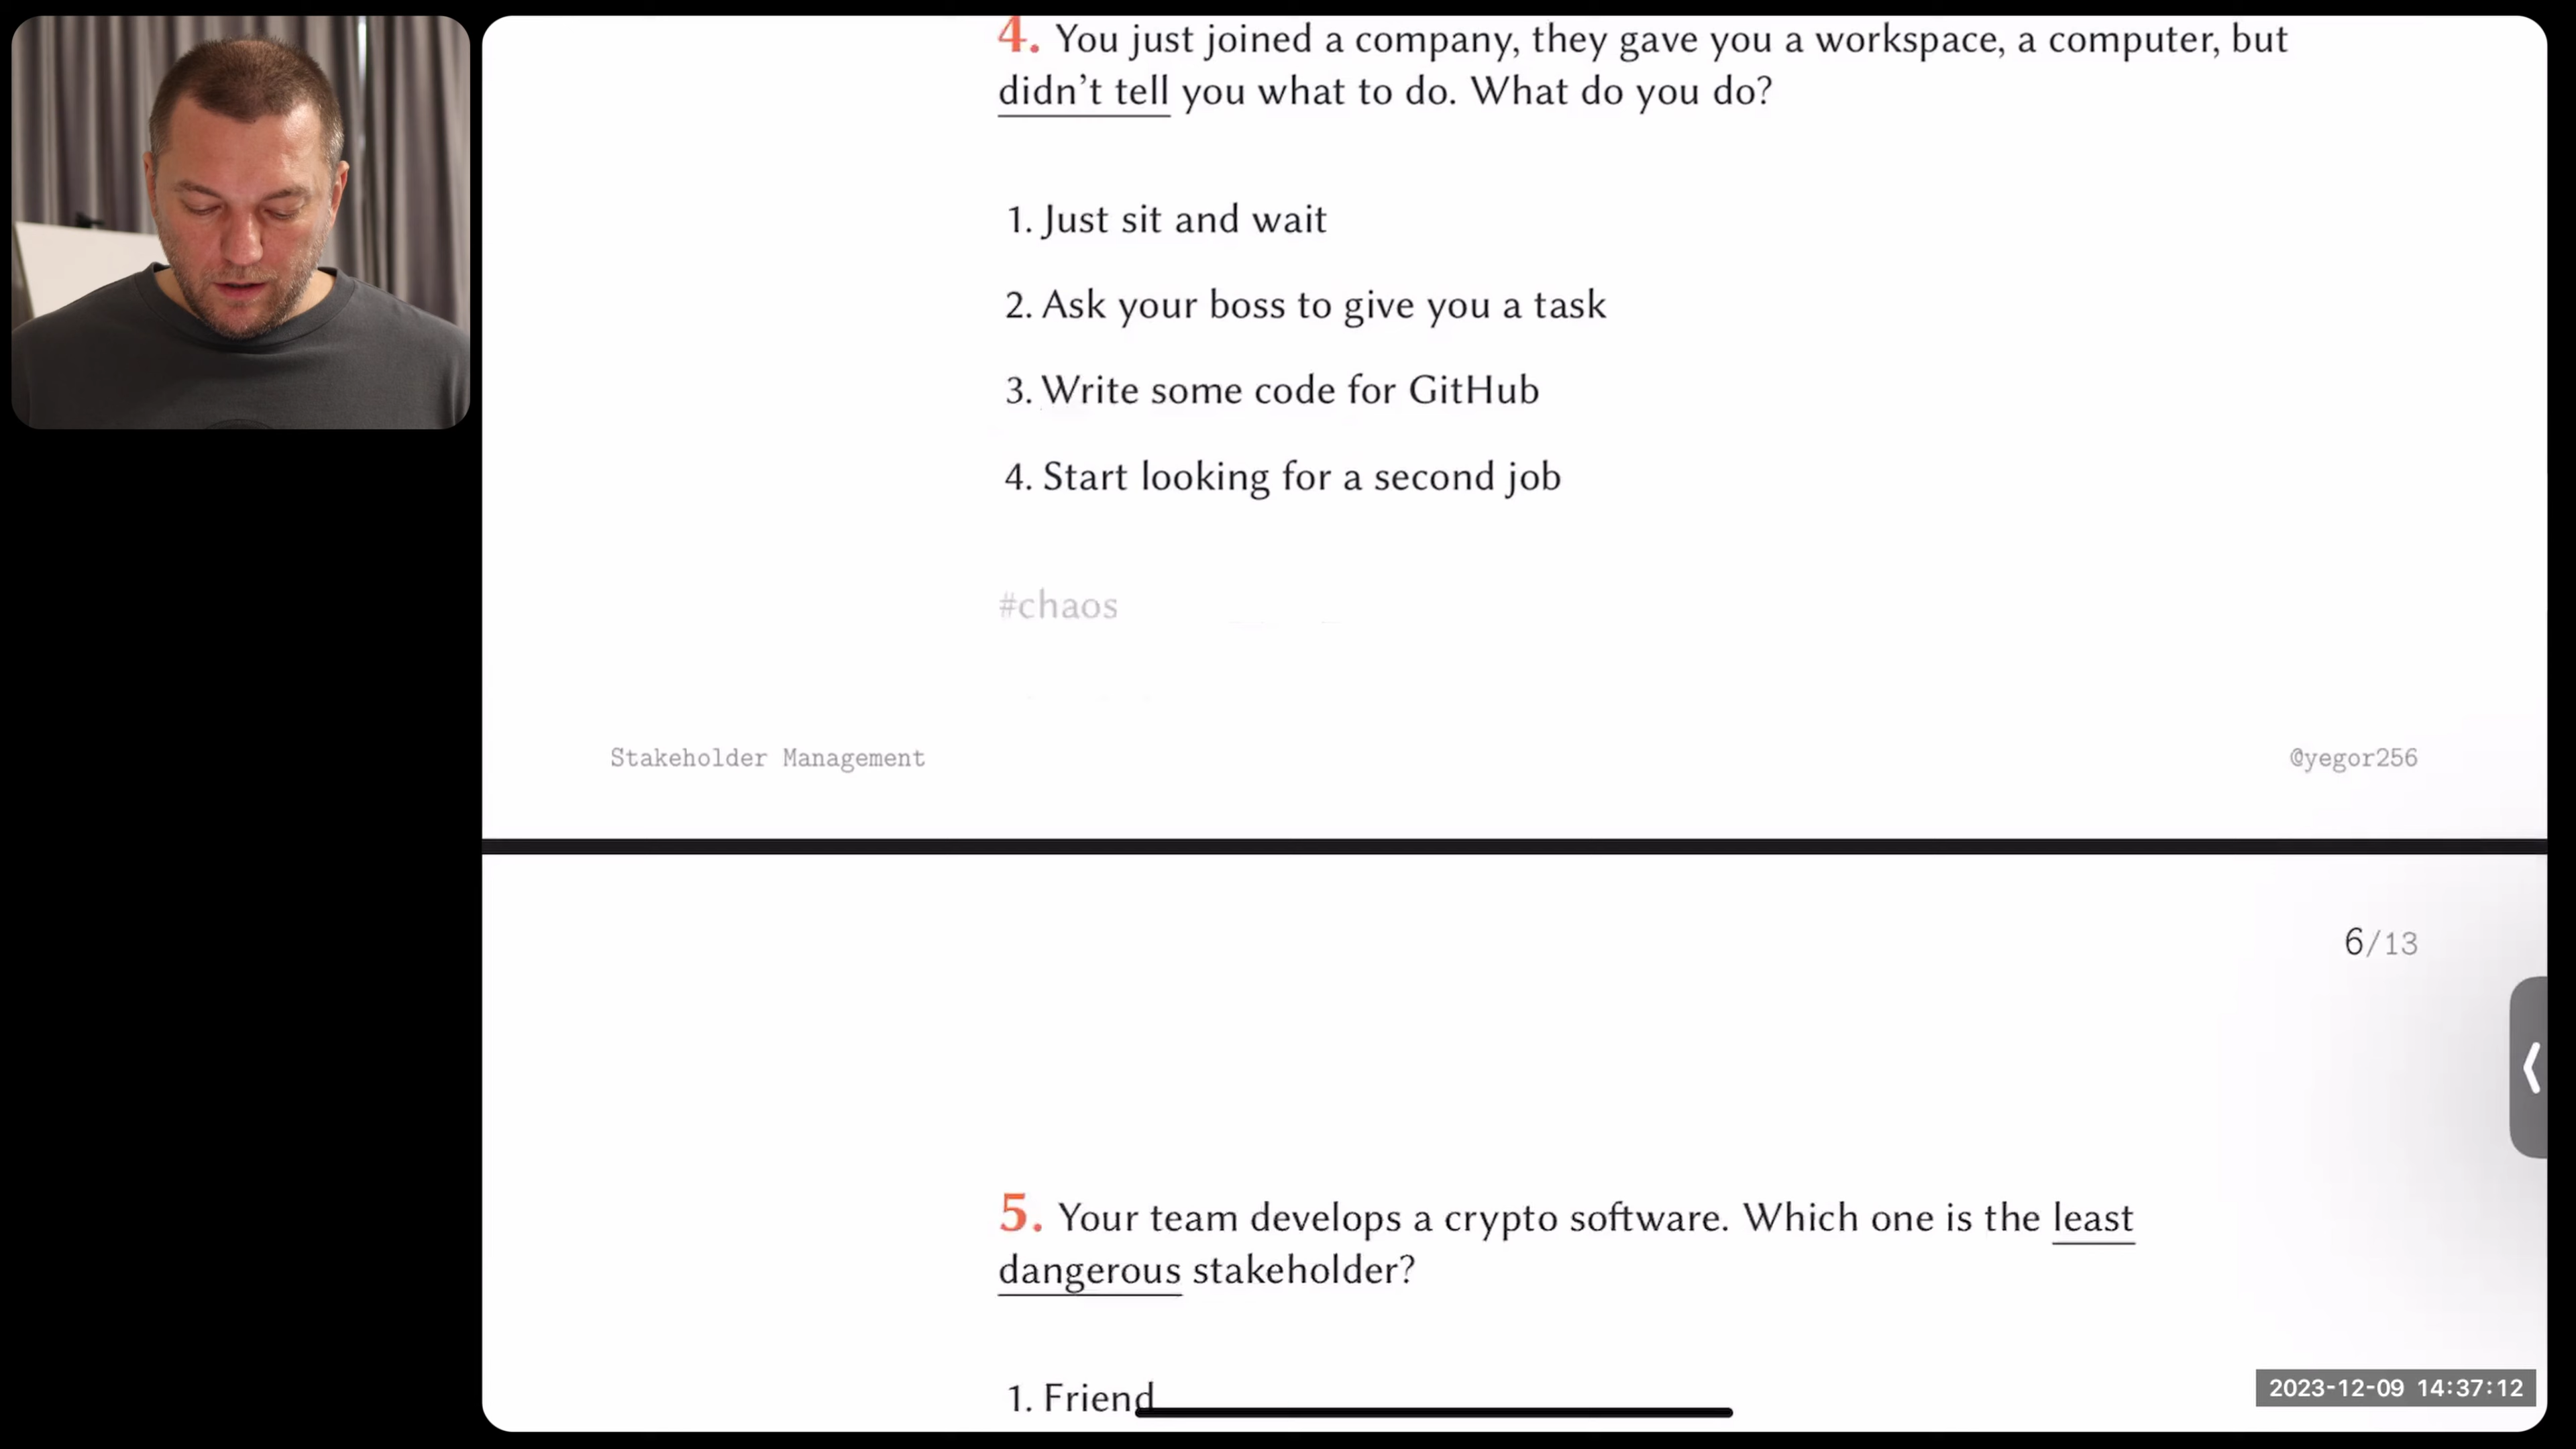 4. You just joined a company, they gave you a workspace, a computer, but
didn't tell you what to do. What do you do?
1. Just sit and wait
2. Ask your boss to give you a task
3. Write some code for GitHub
4. Start looking for a second job
#chaos
Stakeholder Management
@yegor256
6/13
5. Your team develops a crypto software. Which one is the least
dangerous stakeholder?
1. Friend
2023-12-09 14:37:12